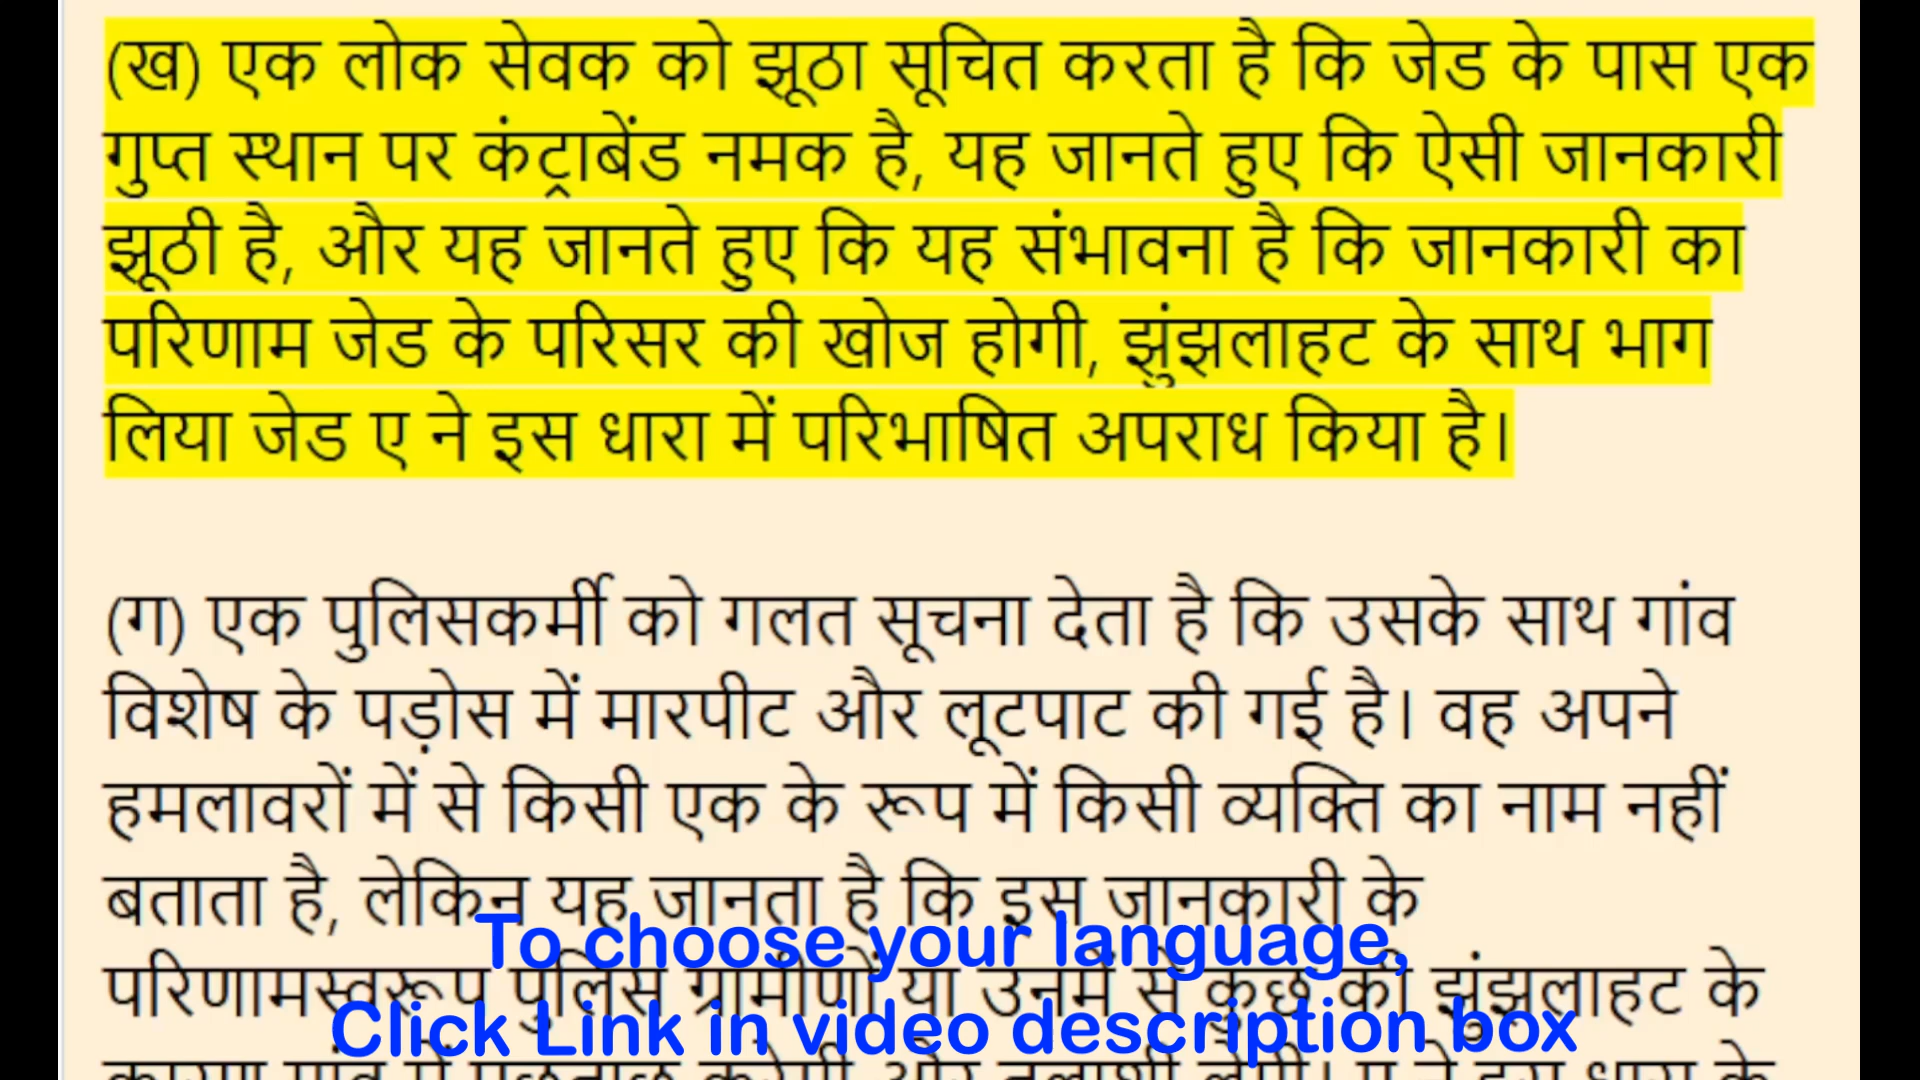 (ख) एक लोक सेवक को झूठा सूचित करता है कि जेड के पास एक
गुप्त स्थान पर कंट्राबेंड नमक है, यह जानते हुए कि ऐसी जानकारी
झूठी है, और यह जानते हुए कि यह संभावना है कि जानकारी का
परिणाम जेड के परिसर की खोज होगी, झुंझलाहट के साथ भाग
लिया जेड ए ने इस धारा में परिभाषित अपराध किया है।
(ग) एक पुलिसकर्मी को गलत सूचना देता है कि उसके साथ गांव
विशेष के पड़ोस में मारपीट और लूटपाट की गई है। वह अपने
हमलावरों में से किसी एक के रूप में किसी व्यक्ति का नाम नहीं
बताता है, लेकिन यह जानता है कि इस जानकारी के
To choose your language,
परिणामस्वरूप पुलिस ग्रामीणों या उनमें से कुछ की झुंझलाहट के
Click Link in video description box